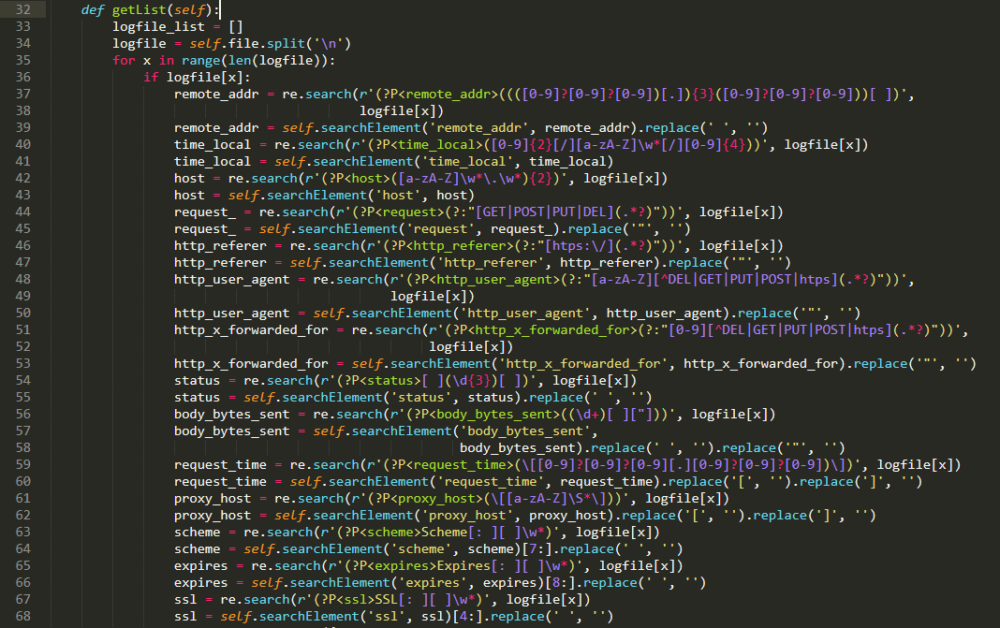 32 def getList(self):
33 logfile_list = []
34 logfile = self.file.split('\n')
35 for x in range(len(logfile)):
36 if logfile[x]:
37 remote_addr = re.search(r'(?P<remote_addr>((([0-9]?[0-9]?[0-9])[.]){3}([0-9]?[0-9]?[0-9]))[ ])',
38 logfile[x])
39 remote_addr = self.searchElement('remote_addr', remote_addr).replace(' ', '')
40 time_local = re.search(r'(?P<time_local>([0-9]{2}[/][a-zA-Z]\w*[/][0-9]{4}))', logfile[x])
41 time_local = self.searchElement('time_local', time_local)
42 host = re.search(r'(?P<host>([a-zA-Z]\w*\.\w*){2})', logfile[x])
43 host = self.searchElement('host', host)
44 request_ = re.search(r'(?P<request>(?:"[GET|POST|PUT|DEL](.*?)"))', logfile[x])
45 request_ = self.searchElement('request', request_).replace('"', '')
46 http_referer = re.search(r'(?P<http_referer>(?:"[htps:\/](.*?)"))', logfile[x])
47 http_referer = self.searchElement('http_referer', http_referer).replace('"', '')
48 http_user_agent = re.search(r'(?P<http_user_agent>(?:"[a-zA-Z][^DEL|GET|PUT|POST|htps](.*?)"))',
49 logfile[x])
50 http_user_agent = self.searchElement('http_user_agent', http_user_agent).replace('"', '')
51 http_x_forwarded_for = re.search(r'(?P<http_x_forwarded_for>(?:"[0-9][^DEL|GET|PUT|POST|htps](.*?)"))',
52 logfile[x])
53 http_x_forwarded_for = self.searchElement('http_x_forwarded_for', http_x_forwarded_for).replace('"', '')
54 status = re.search(r'(?P<status>[ ](\d{3})[ ])', logfile[x])
55 status = self.searchElement('status', status).replace(' ', '')
56 body_bytes_sent = re.search(r'(?P<body_bytes_sent>((\d+)[ ]["]))', logfile[x])
57 body_bytes_sent = self.searchElement('body_bytes_sent',
58 body_bytes_sent).replace(' ', '').replace('"', '')
59 request_time = re.search(r'(?P<request_time>(\[[0-9]?[0-9]?[0-9][.][0-9]?[0-9]?[0-9])\])', logfile[x])
60 request_time = self.searchElement('request_time', request_time).replace('[', '').replace(']', '')
61 proxy_host = re.search(r'(?P<proxy_host>(\[[a-zA-Z]\S*\]))', logfile[x])
62 proxy_host = self.searchElement('proxy_host', proxy_host).replace('[', '').replace(']', '')
63 scheme = re.search(r'(?P<scheme>Scheme[: ][ ]\w*)', logfile[x])
64 scheme = self.searchElement('scheme', scheme)[7:].replace(' ', '')
65 expires = re.search(r'(?P<expires>Expires[: ][ ]\w*)', logfile[x])
66 expires = self.searchElement('expires', expires)[8:].replace(' ', '')
67 ssl = re.search(r'(?P<ssl>SSL[: ][ ]\w*)', logfile[x])
68 ssl = self.searchElement('ssl', ssl)[4:].replace(' ', '')